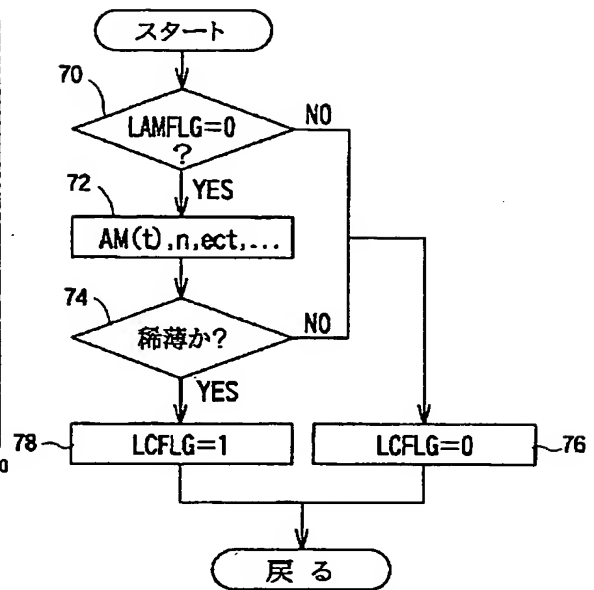 スタート
70
LAMFLG=0
?
NO
YES
72
AM(t),n,ect,...
74
稀薄か?
NO
YES
78
LCFLG=1
LCFLG=0
76
戻る